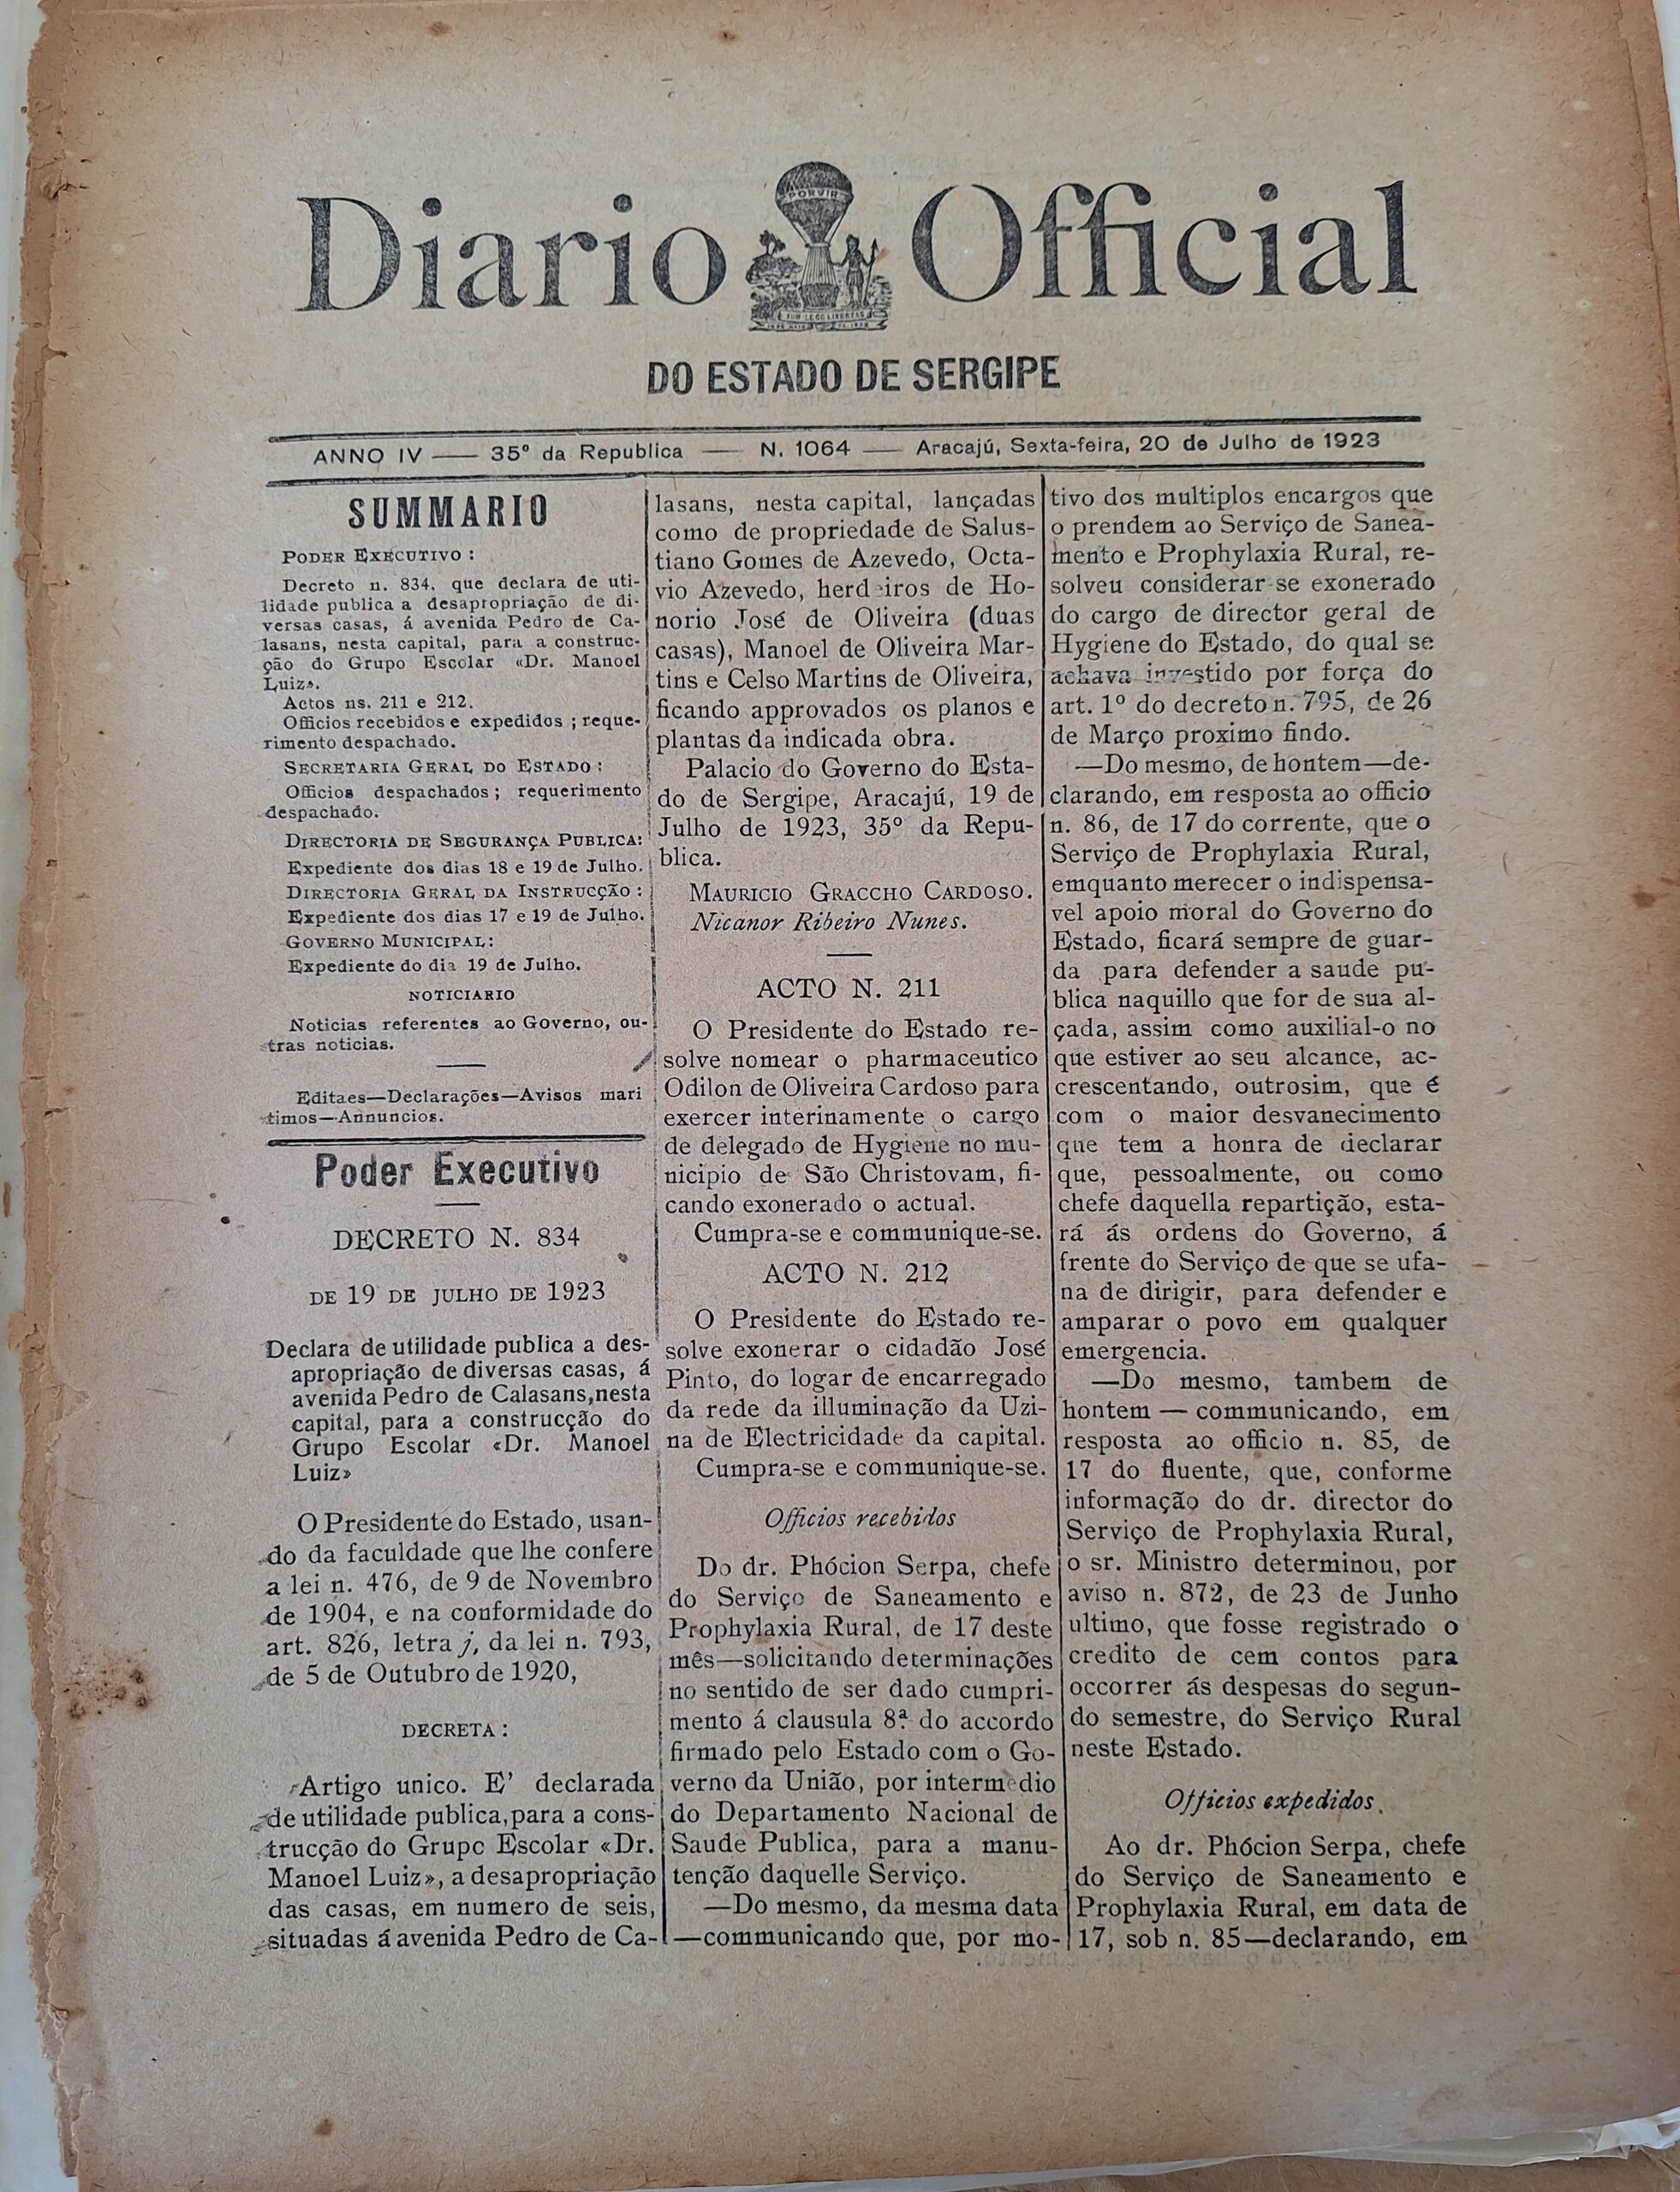 Diario Official
PORVIR
SUB LEGE LIBERTAS
DO ESTADO DE SERGIPE
ANNO IV — 35º da Republica — N. 1064 — Aracajú, Sexta-feira, 20 de Julho de 1923
SUMMARIO
PODER EXECUTIVO :
Decreto n. 834. que declara de uti-
lidade publica a desapropriação de di-
versas casas, á avenida Pedro de Ca-
lasans, nesta capital, para a construc-
ção do Grupo Escolar «Dr. Manoel
Luiz».
Actos ns. 211 e 212.
Officios recebidos e expedidos ; reque-
rimento despachado.
SECRETARIA GERAL DO ESTADO :
Officios despachados ; requerimento
despachado.
DIRECTORIA DE SEGURANÇA PUBLICA:
Expediente dos dias 18 e 19 de Julho.
DIRECTORIA GERAL DA INSTRUCÇÃO :
Expediente dos dias 17 e 19 de Julho.
GOVERNO MUNICIPAL:
Expediente do dia 19 de Julho.
NOTICIARIO
Noticias referentes ao Governo, ou-
tras noticias.
Editaes—Declarações—Avisos mari
timos—Annuncios.
Poder Executivo
DECRETO N. 834
DE 19 DE JULHO DE 1923
Declara de utilidade publica a des-
apropriação de diversas casas, á
avenida Pedro de Calasans,nesta
capital, para a construcção do
Grupo Escolar «Dr. Manoel
Luiz»
O Presidente do Estado, usan-
do da faculdade que lhe confere
a lei n. 476, de 9 de Novembro
de 1904, e na conformidade do
art. 826, letra j, da lei n. 793,
de 5 de Outubro de 1920,
DECRETA :
Artigo unico. E' declarada
de utilidade publica,para a cons-
trucção do Grupo Escolar «Dr.
Manoel Luiz», a desapropriação
das casas, em numero de seis,
situadas á avenida Pedro de Ca-
lasans, nesta capital, lançadas
como de propriedade de Salus-
tiano Gomes de Azevedo, Octa-
vio Azevedo, herdeiros de Ho-
norio José de Oliveira (duas
casas), Manoel de Oliveira Mar-
tins e Celso Martins de Oliveira,
ficando approvados os planos e
plantas da indicada obra.
Palacio do Governo do Esta-
do de Sergipe, Aracajú, 19 de
Julho de 1923, 35º da Repu-
blica.
MAURICIO GRACCHO CARDOSO.
Nicanor Ribeiro Nunes.
ACTO N. 211
O Presidente do Estado re-
solve nomear o pharmaceutico
Odilon de Oliveira Cardoso para
exercer interinamente o cargo
de delegado de Hygiene no mu-
nicipio de São Christovam, fi-
cando exonerado o actual.
Cumpra-se e communique-se.
ACTO N. 212
O Presidente do Estado re-
solve exonerar o cidadão José
Pinto, do logar de encarregado
da rede da illuminação da Uzi-
na de Electricidade da capital.
Cumpra-se e communique-se.
Officios recebidos
Do dr. Phócion Serpa, chefe
do Serviço de Saneamento e
Prophylaxia Rural, de 17 deste
mês—solicitando determinações
no sentido de ser dado cumpri-
mento á clausula 8ª do accordo
firmado pelo Estado com o Go-
verno da União, por intermedio
do Departamento Nacional de
Saude Publica, para a manu-
tenção daquelle Serviço.
—Do mesmo, da mesma data
—communicando que, por mo-
tivo dos multiplos encargos que
o prendem ao Serviço de Sanea-
mento e Prophylaxia Rural, re-
solveu considerar-se exonerado
do cargo de director geral de
Hygiene do Estado, do qual se
achava investido por força do
art. 1º do decreto n. 795, de 26
de Março proximo findo.
—Do mesmo, de hontem—de-
clarando, em resposta ao officio
n. 86, de 17 do corrente, que o
Serviço de Prophylaxia Rural,
emquanto merecer o indispensa-
vel apoio moral do Governo do
Estado, ficará sempre de guar-
da para defender a saude pu-
blica naquillo que for de sua al-
çada, assim como auxilial-o no
que estiver ao seu alcance, ac-
crescentando, outrosim, que é
com o maior desvanecimento
que tem a honra de declarar
que, pessoalmente, ou como
chefe daquella repartição, esta-
rá ás ordens do Governo, á
frente do Serviço de que se ufa-
na de dirigir, para defender e
amparar o povo em qualquer
emergencia.
—Do mesmo, tambem de
hontem — communicando, em
resposta ao officio n. 85, de
17 do fluente, que, conforme
informação do dr. director do
Serviço de Prophylaxia Rural,
o sr. Ministro determinou, por
aviso n. 872, de 23 de Junho
ultimo, que fosse registrado o
credito de cem contos para
occorrer ás despesas do segun-
do semestre, do Serviço Rural
neste Estado.
Officios expedidos.
Ao dr. Phócion Serpa, chefe
do Serviço de Saneamento e
Prophylaxia Rural, em data de
17, sob n. 85—declarando, em